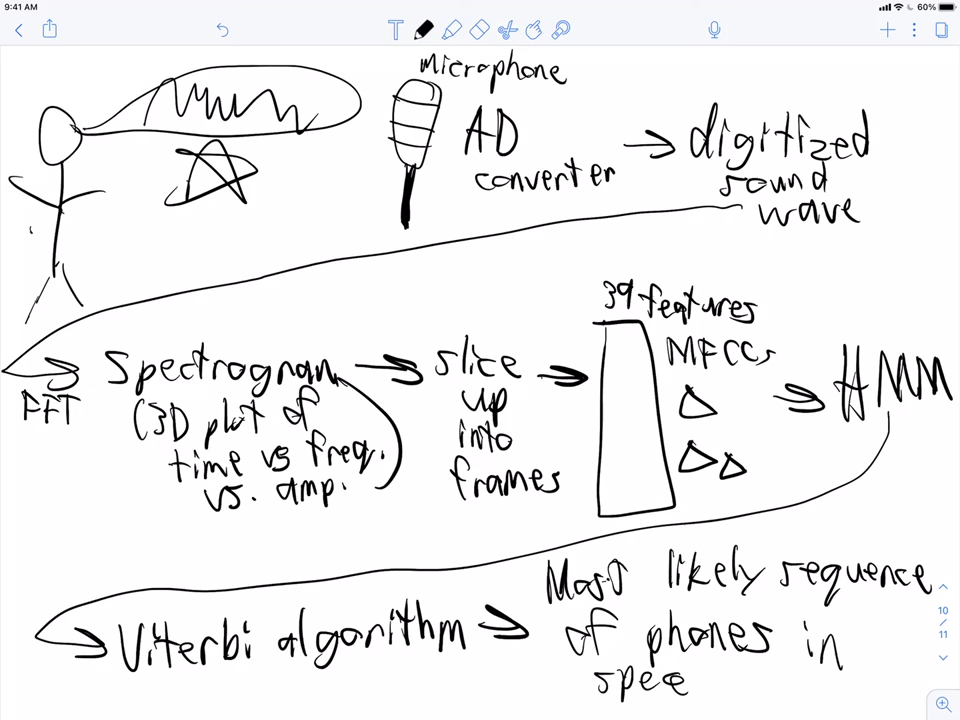 9:41 AM
60%
microphone
AD
converter
digitized
sound
wave
39 features
MFCCs
Δ
ΔΔ
FFT
Spectrogram
(3D plot of
time vs freq.
vs. amp.
slice
up
into
frames
HMM
Viterbi algorithm
Most likely sequence
of phones in
spee
10
/
11